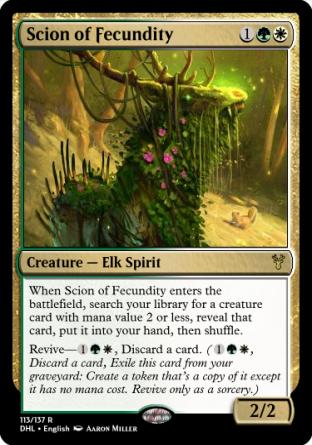 Scion of Fecundity 1
Creature — Elk Spirit
When Scion of Fecundity enters the
battlefield, search your library for a creature
card with mana value 2 or less, reveal that
card, put it into your hand, then shuffle.
Revive—1, Discard a card. (1,
Discard a card, Exile this card from your
graveyard: Create a token that's a copy of it except
it has no mana cost. Revive only as a sorcery.)
2/2
113/137 R
DHL • English Aaron Miller